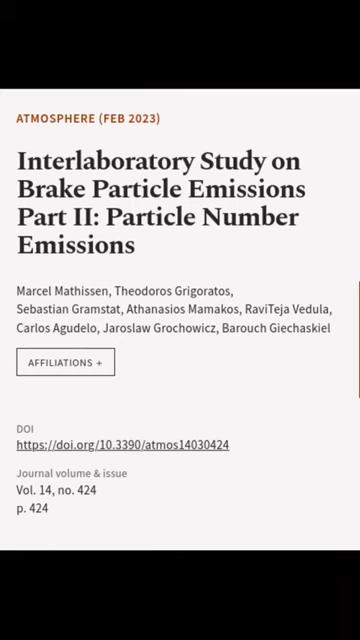 ATMOSPHERE (FEB 2023)
Interlaboratory Study on
Brake Particle Emissions
Part II: Particle Number
Emissions
Marcel Mathissen, Theodoros Grigoratos,
Sebastian Gramstat, Athanasios Mamakos, RaviTeja Vedula,
Carlos Agudelo, Jaroslaw Grochowicz, Barouch Giechaskiel
AFFILIATIONS +
DOI
https://doi.org/10.3390/atmos14030424
Journal volume & issue
Vol. 14, no. 424
p. 424